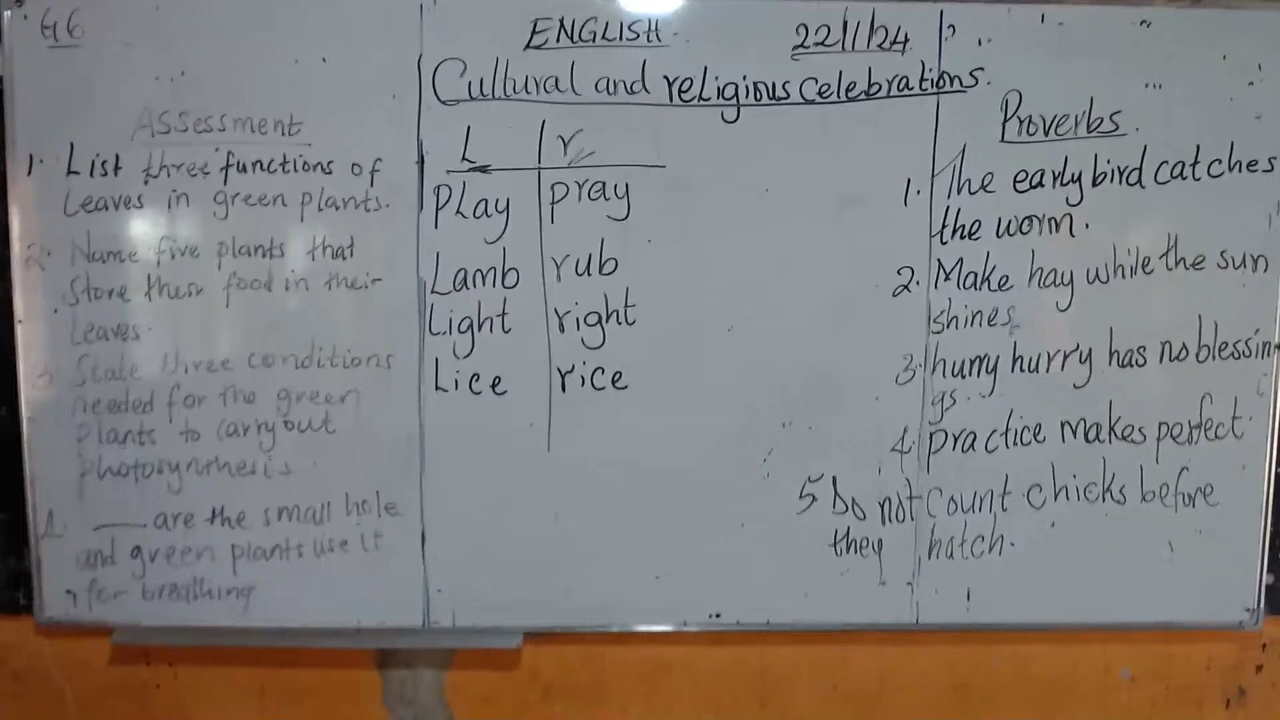 G6
ENGLISH.
22/1/24
Cultural and religious celebrations.
Assessment
1. List three functions of
leaves in green plants.
2. Name five plants that
store their food in their
leaves.
3. State three conditions
needed for the green
plants to carry out
photosynthesis.
4. ___ are the small hole
and green plants use it
for breathing
L | r
Play | pray
Lamb | rub
Light | right
Lice | rice
Proverbs.
1. The early bird catches
the worm.
2. Make hay while the sun
shines.
3. hurry hurry has no blessin
gs.
4. practice makes perfect.
5 Do not count chicks before
they hatch.